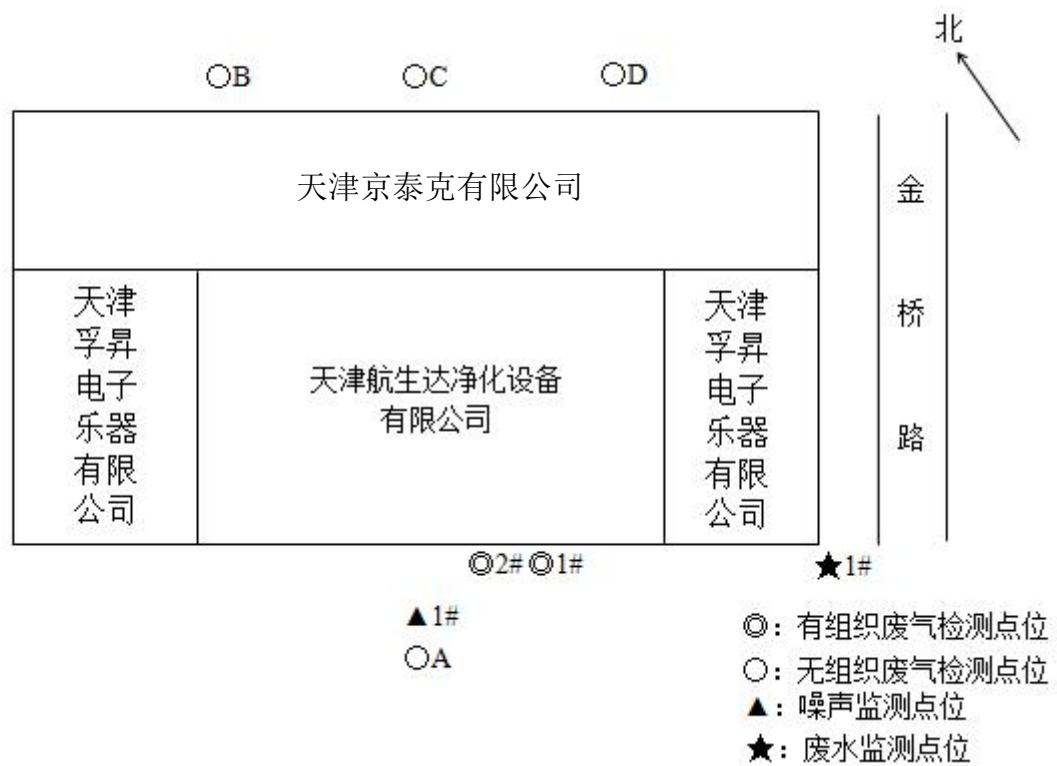 北
○B
○C
○D
天津京泰克有限公司
金桥路
天津
孚昇
电子
乐器
有限
公司
天津航生达净化设备
有限公司
天津
孚昇
电子
乐器
有限
公司
◎2#◎1#
★1#
▲1#
○A
◎：有组织废气检测点位
○：无组织废气检测点位
▲：噪声监测点位
★：废水监测点位